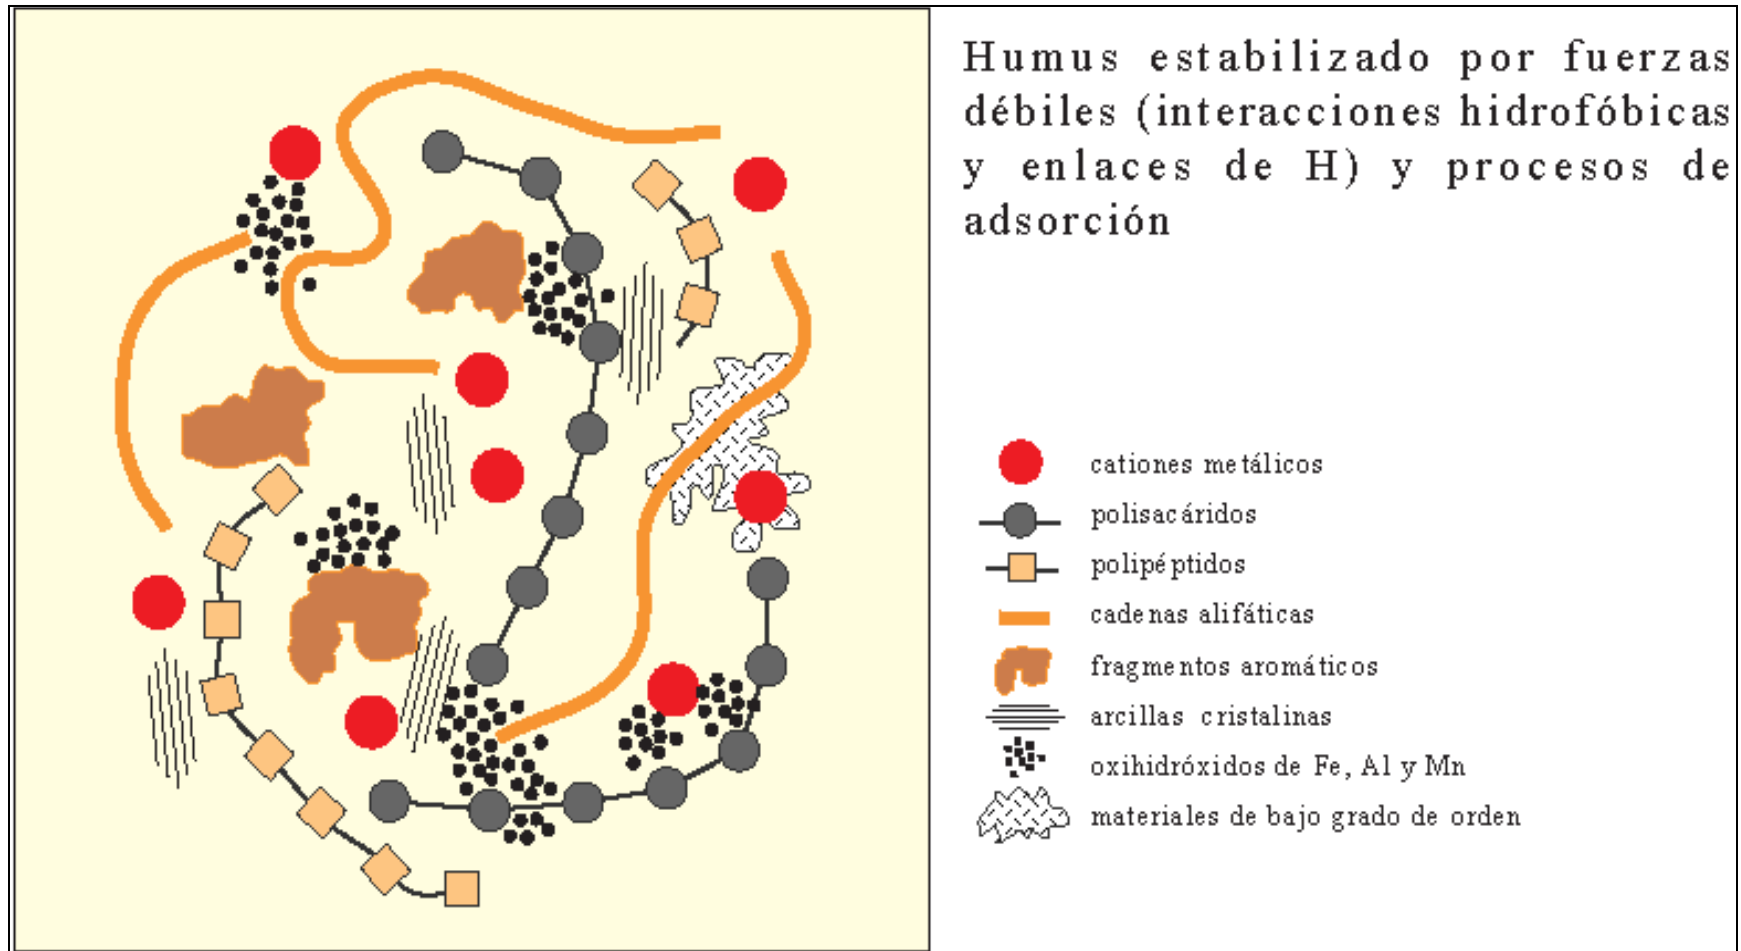 Humus estabilizado por fuerzas
débiles (interacciones hidrofóbicas
y enlaces de H) y procesos de
adsorción
cationes metálicos
polisacáridos
polipéptidos
cadenas alifáticas
fragmentos aromáticos
arcillas cristalinas
oxihidróxidos de Fe, Al y Mn
materiales de bajo grado de orden